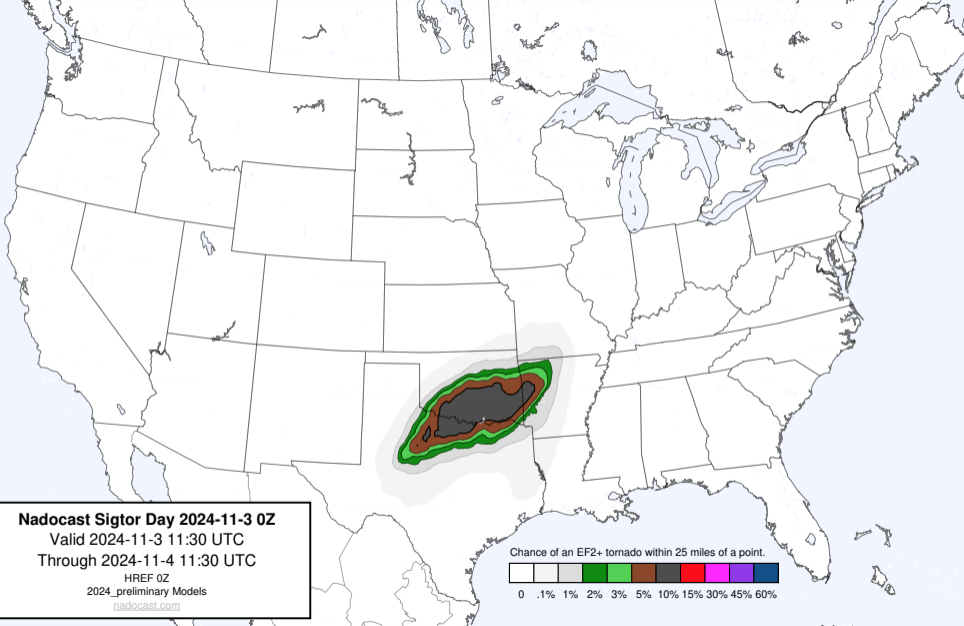 Nadocast Sigtor Day 2024-11-3 0Z
Valid 2024-11-3 11:30 UTC
Through 2024-11-4 11:30 UTC
HREF 0Z
2024_preliminary Models
nadocast.com
Chance of an EF2+ tornado within 25 miles of a point.
0 .1% 1% 2% 3% 5% 10% 15% 30% 45% 60%